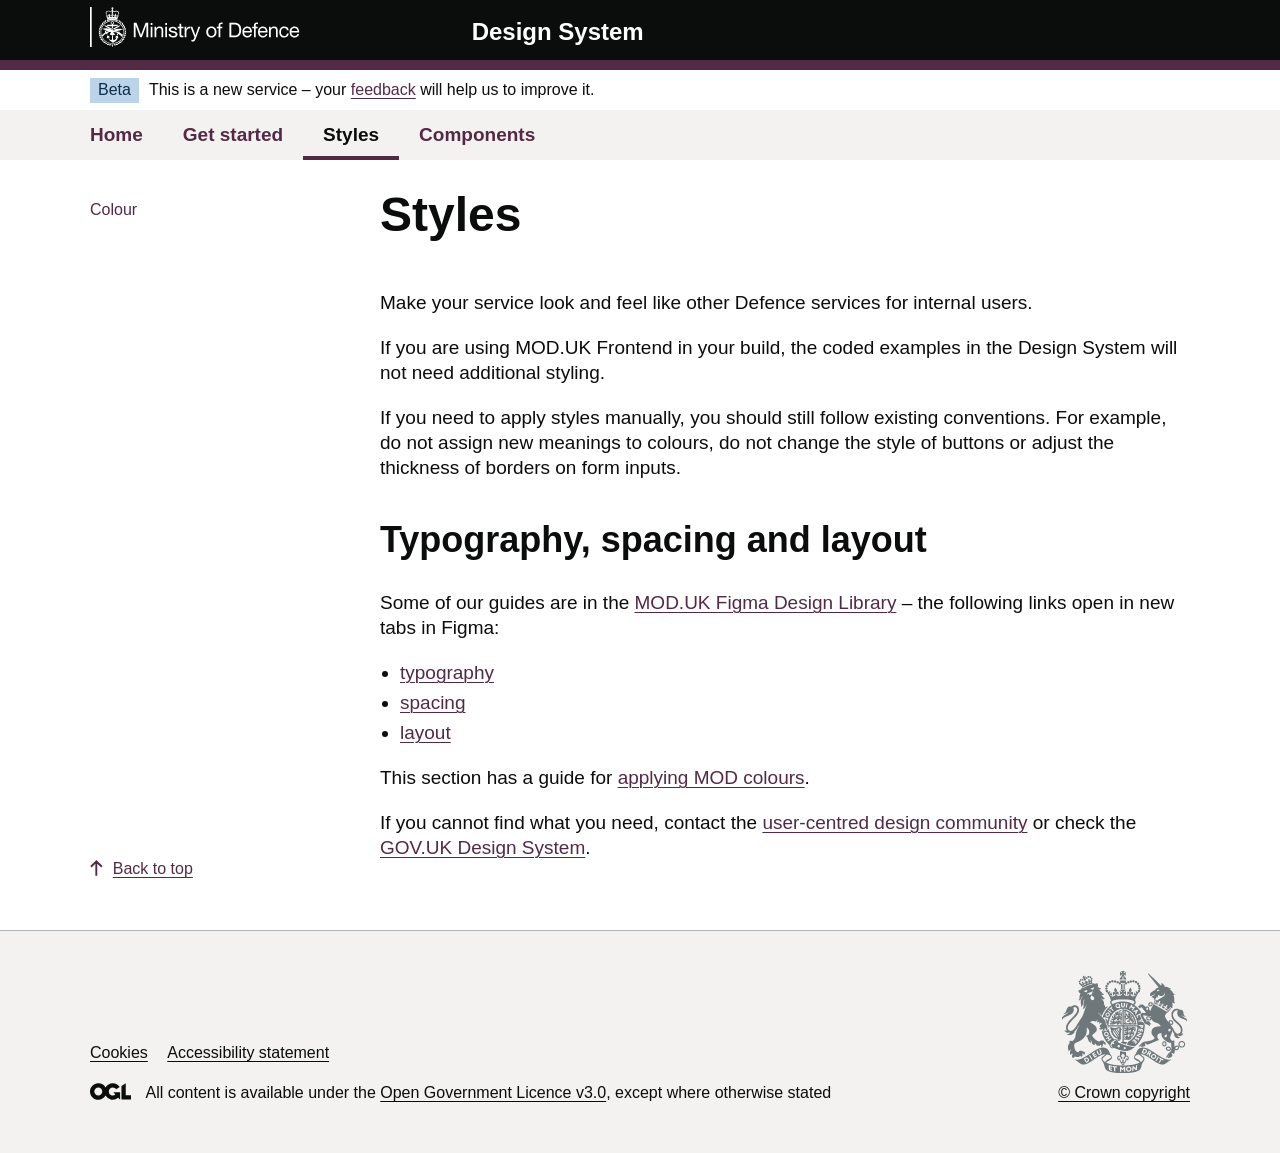 Ministry of Defence
Design System
Beta This is a new service – your feedback will help us to improve it.
Home Get started Styles Components
Colour
Styles
Make your service look and feel like other Defence services for internal users.
If you are using MOD.UK Frontend in your build, the coded examples in the Design System will
not need additional styling.
If you need to apply styles manually, you should still follow existing conventions. For example,
do not assign new meanings to colours, do not change the style of buttons or adjust the
thickness of borders on form inputs.
Typography, spacing and layout
Some of our guides are in the MOD.UK Figma Design Library – the following links open in new
tabs in Figma:
typography
spacing
layout
This section has a guide for applying MOD colours.
If you cannot find what you need, contact the user-centred design community or check the
GOV.UK Design System.
Back to top
Cookies Accessibility statement
OGL All content is available under the Open Government Licence v3.0, except where otherwise stated
DIEU ET MON DROIT
© Crown copyright